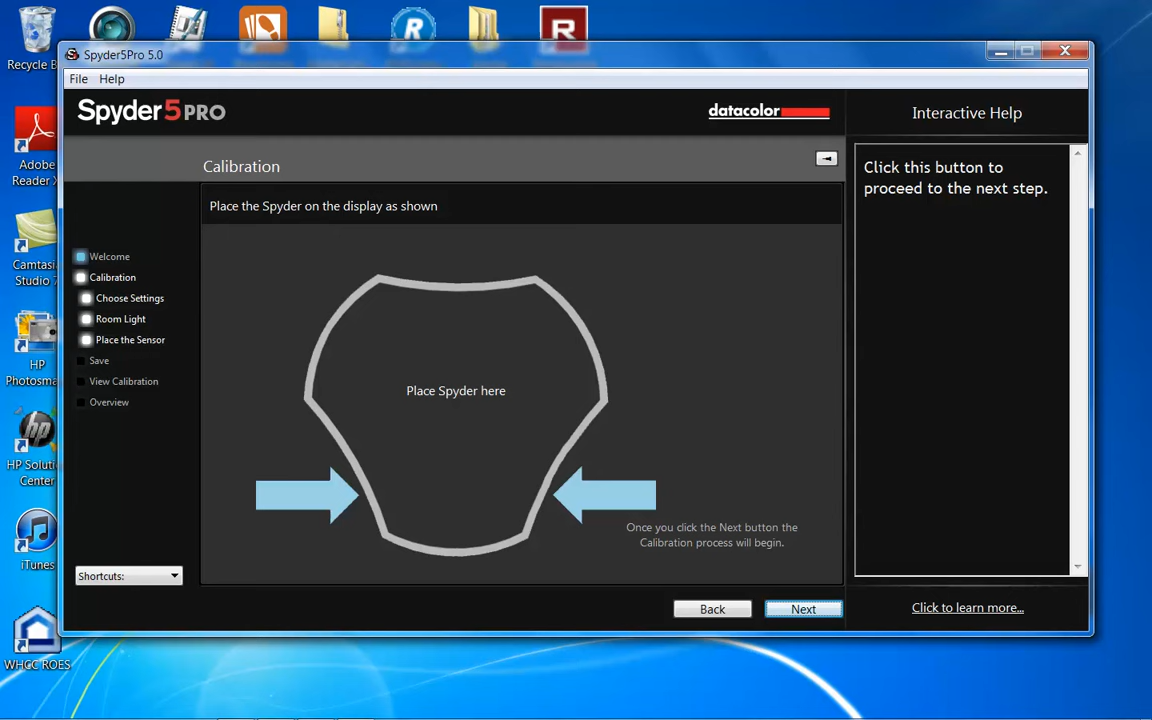 Recycle B
Spyder5Pro 5.0
File Help
Spyder5PRO
datacolor
Interactive Help
Calibration
Click this button to
proceed to the next step.
Place the Spyder on the display as shown
Adobe
Reader X
Welcome
Calibration
Choose Settings
Room Light
Place the Sensor
Save
View Calibration
Overview
Camtasi
Studio 7
Place Spyder here
HP
Photosma
HP Soluti
Center
Once you click the Next button the
Calibration process will begin.
iTunes
Shortcuts:
Back
Next
Click to learn more...
WHCC ROES